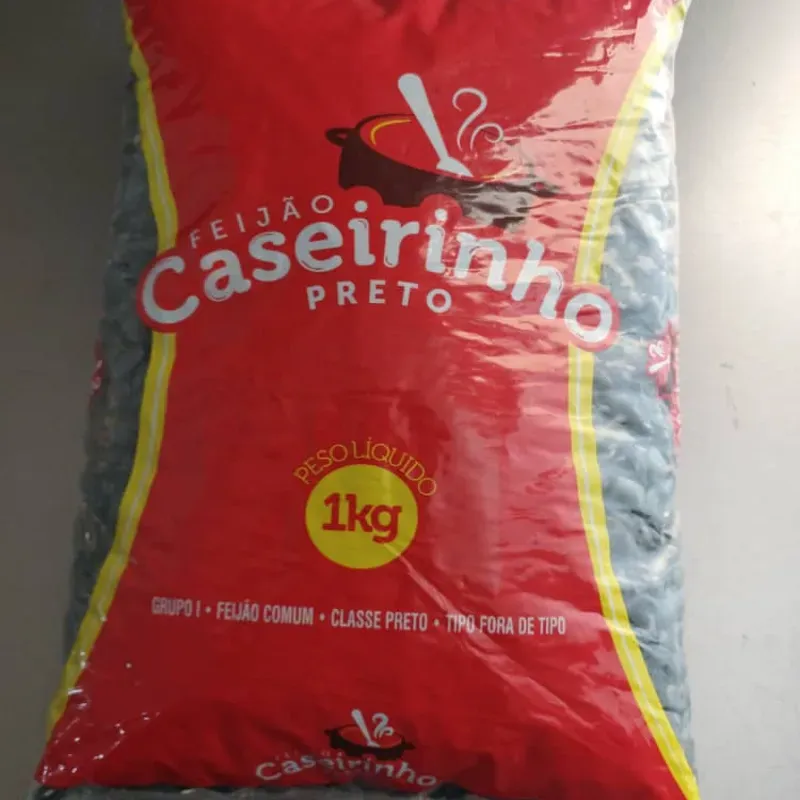 FEIJÃO
Caseirinho
PRETO
PESO LÍQUIDO
1kg
GRUPO I • FEIJÃO COMUM • CLASSE PRETO • TIPO FORA DE TIPO
Caseirinho